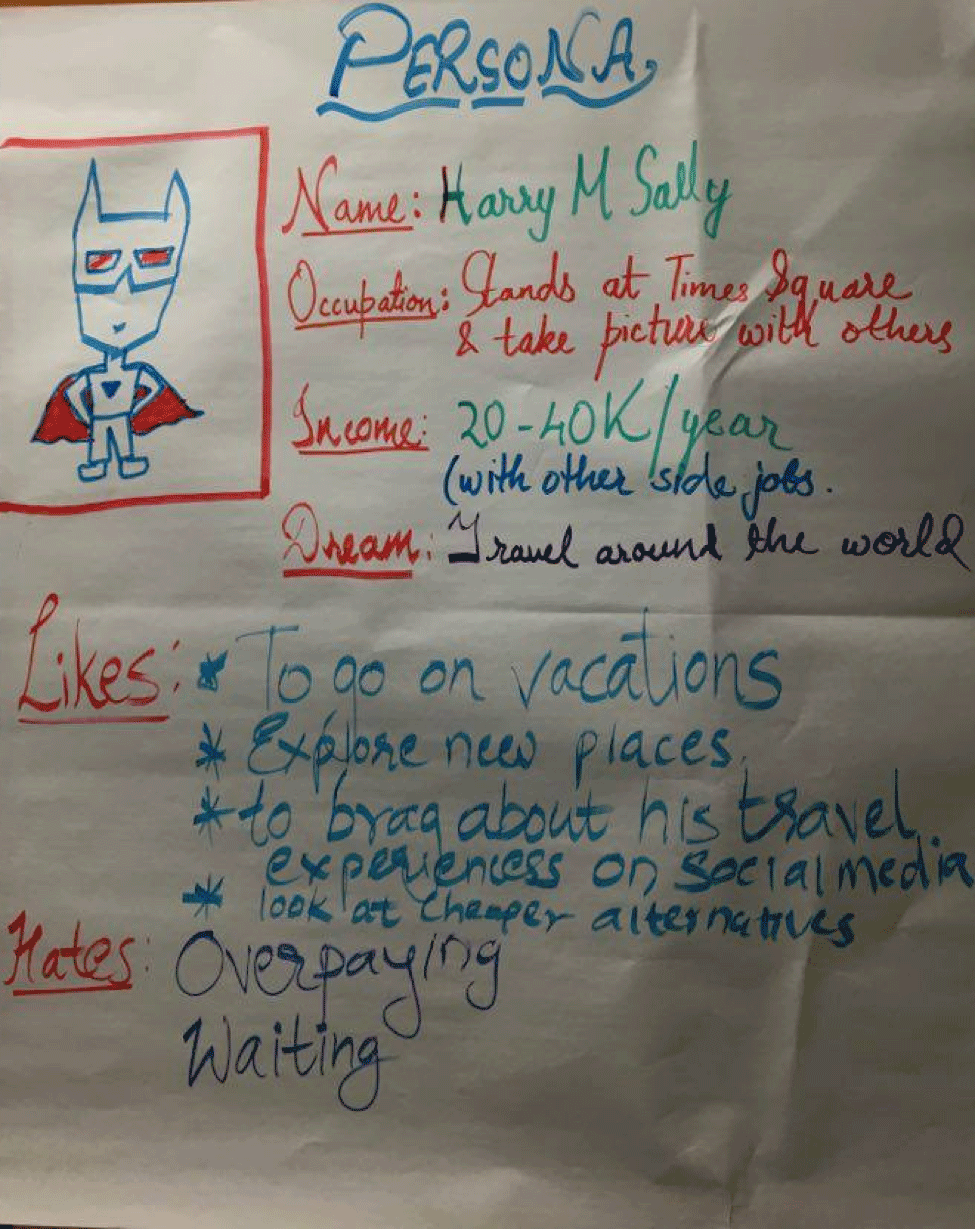 PERSONA
Name: Harry M Sally
Occupation: Stands at Times Square
& take picture with others
Income: 20-40K/year
(with other side jobs.
Dream: Travel around the world
Likes: * To go on vacations
* Explore new places.
* to brag about his travel
experiencess on social media
* look at cheaper alternatives
Hates: Overpaying
Waiting